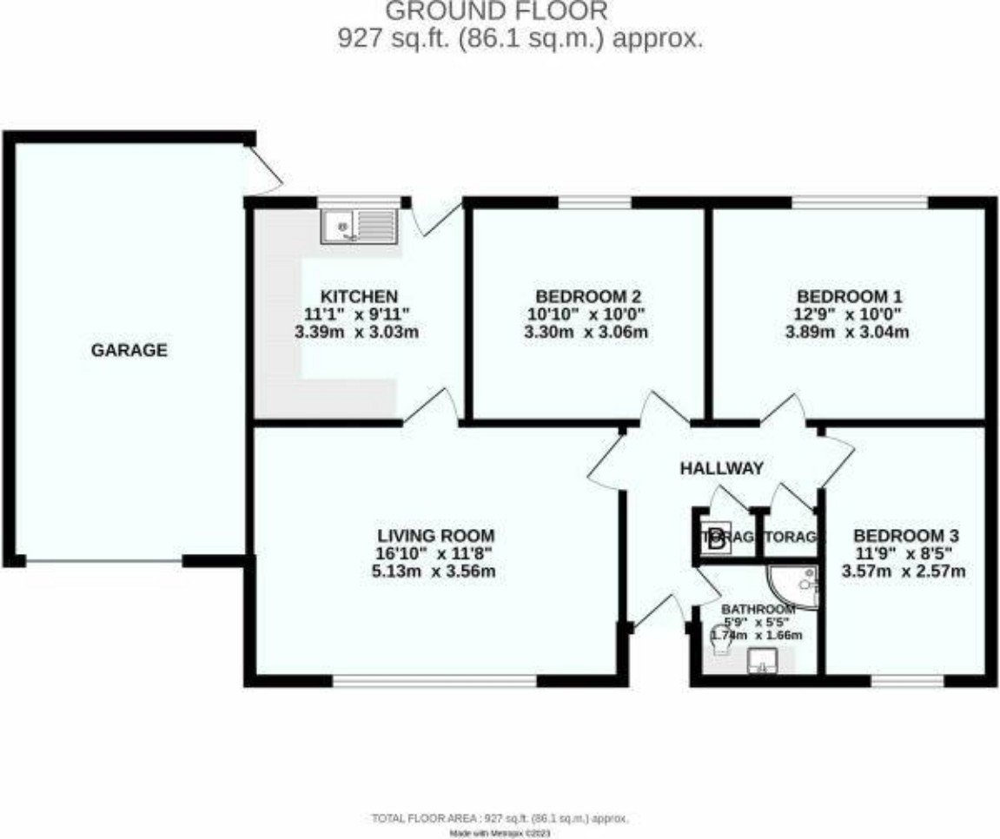 GROUND FLOOR
927 sq.ft. (86.1 sq.m.) approx.
KITCHEN
11'1" x 9'11"
3.39m x 3.03m
BEDROOM 2
10'10" x 10'0"
3.30m x 3.06m
BEDROOM 1
12'9" x 10'0"
3.89m x 3.04m
GARAGE
HALLWAY
LIVING ROOM
16'10" x 11'8"
5.13m x 3.56m
B
TORAG
TORAG
BEDROOM 3
11'9" x 8'5"
3.57m x 2.57m
BATHROOM
5'9" x 5'5"
1.74m x 1.66m
TOTAL FLOOR AREA : 927 sq.ft. (86.1 sq.m.) approx.
Made with Metropix ©2023